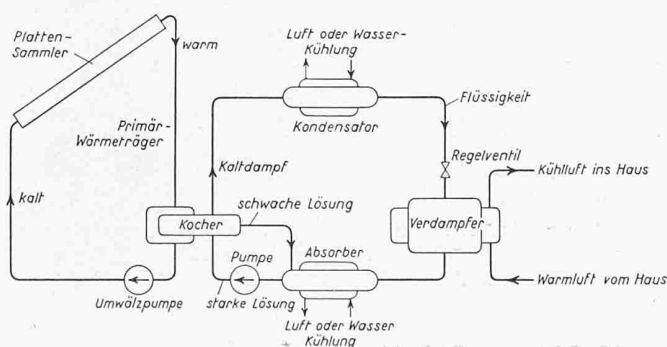 Platten-
Sammler
warm
Luft oder Wasser-
Kühlung
Kondensator
Flüssigkeit
Primär-
Wärmeträger
Regelventil
Kaltdampf
Kühlluft ins Haus
kalt
schwache Lösung
Kocher
Verdampfer
Pumpe
Absorber
Umwälzpumpe
starke Lösung
Warmluft vom Haus
Luft oder Wasser
Kühlung